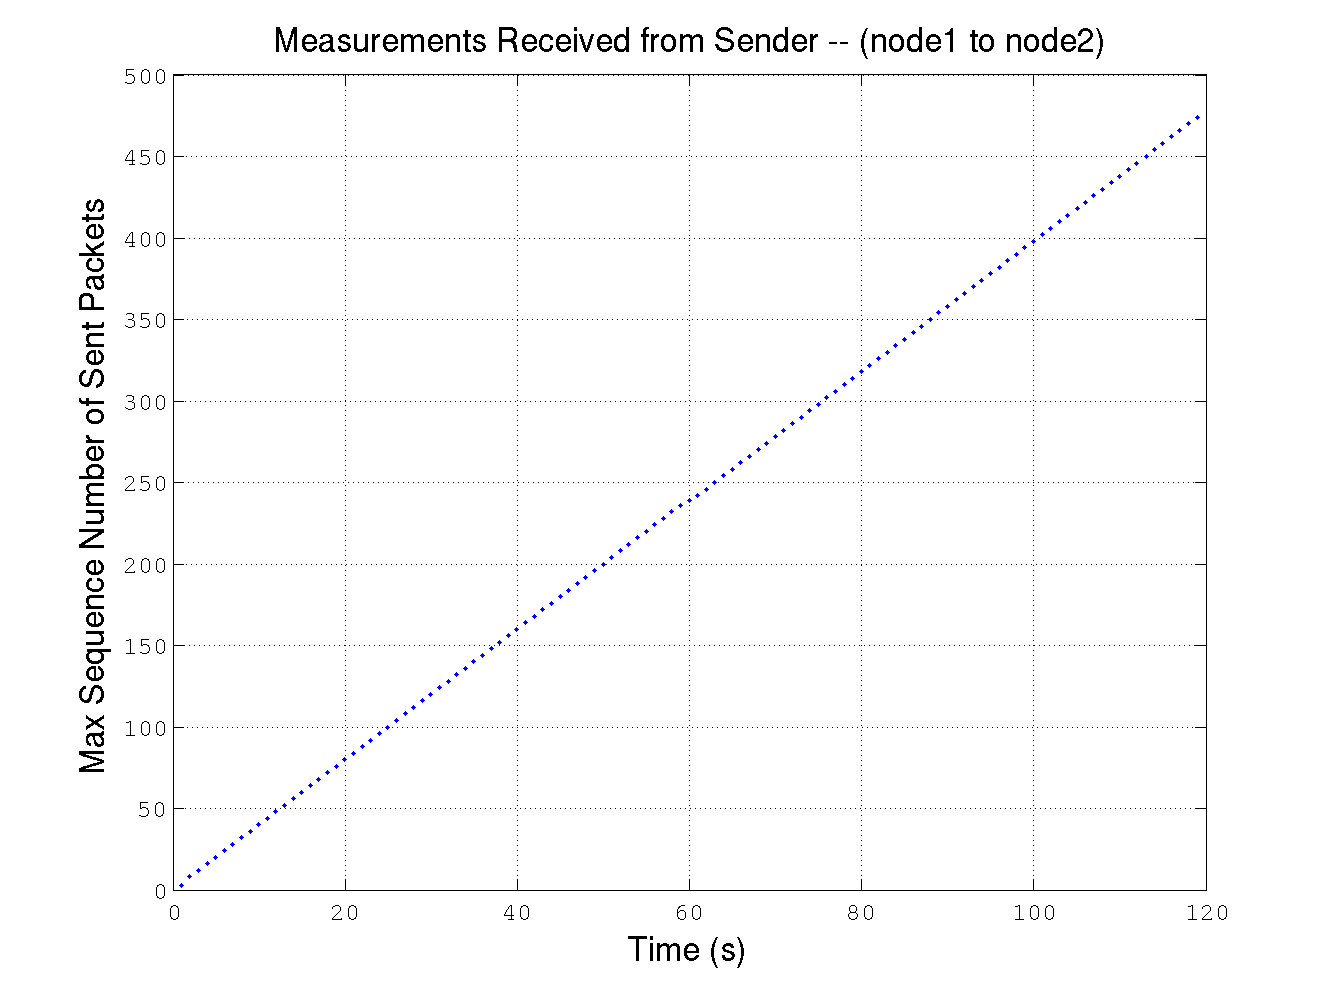 Measurements Received from Sender -- (node1 to node2)
500
450
400
350
300
250
200
150
100
50
0
Max Sequence Number of Sent Packets
0 20 40 60 80 100 120
Time (s)